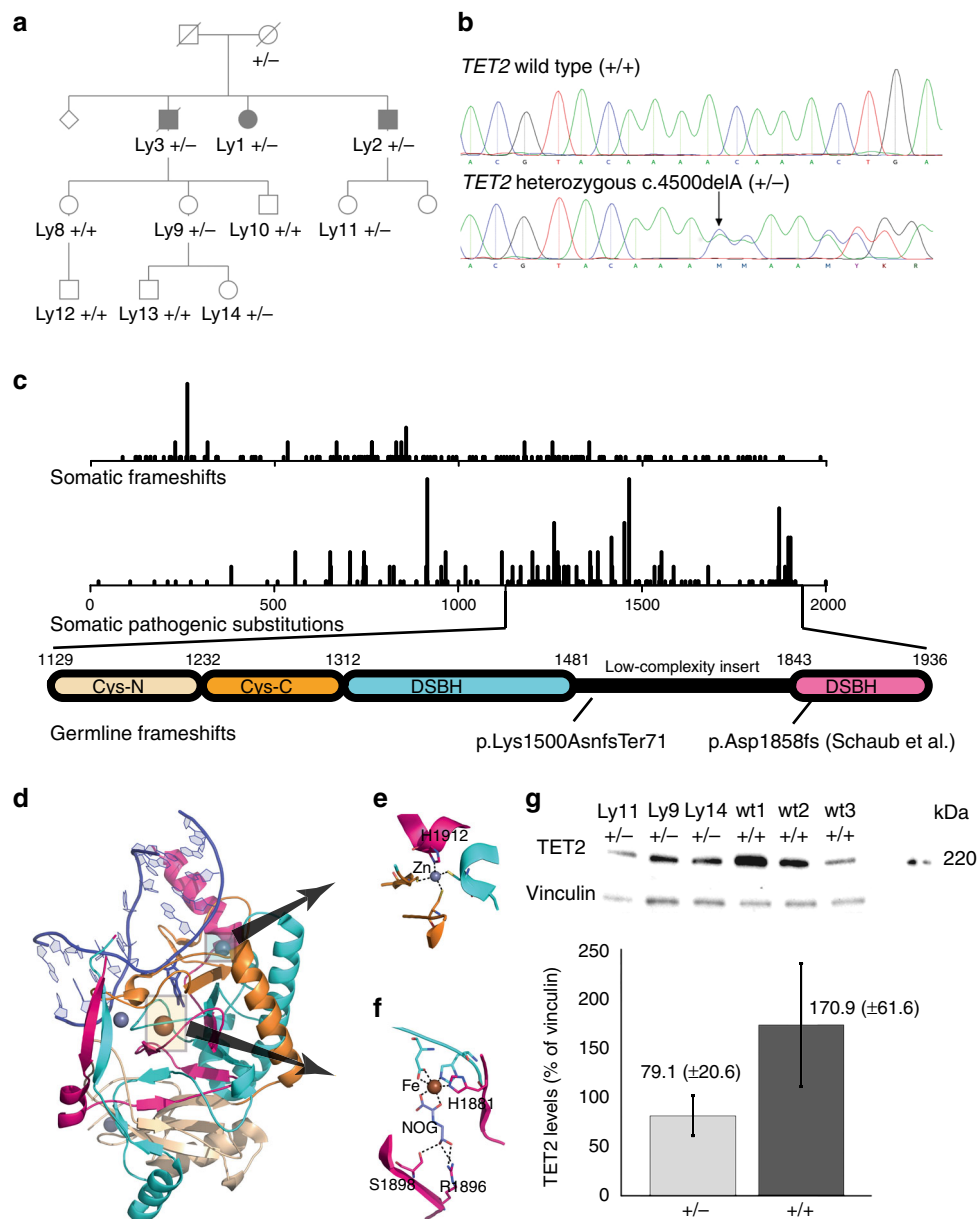 a
+/–
Ly3 +/–
Ly1 +/–
Ly2 +/–
Ly8 +/+
Ly9 +/–
Ly10 +/+
Ly11 +/–
Ly12 +/+
Ly13 +/+
Ly14 +/–
b
TET2 wild type (+/+)
A C G T A C A A A A C A A A C T G A
TET2 heterozygous c.4500delA (+/–)
A C G T A C A A A M M A A M Y K R
c
Somatic frameshifts
0 500 1000 1500 2000
Somatic pathogenic substitutions
1129 1232 1312 1481 Low-complexity insert 1843 1936
Cys-N Cys-C DSBH DSBH
Germline frameshifts
p.Lys1500AsnfsTer71 p.Asp1858fs (Schaub et al.)
d
e
H1912
Zn
f
Fe
H1881
NOG
S1898
R1896
g
Ly11 Ly9 Ly14 wt1 wt2 wt3 kDa
+/– +/– +/– +/+ +/+ +/+
TET2 220
Vinculin
TET2 levels (% of vinculin)
250
200
150
100
50
0
79.1 (±20.6)
170.9 (±61.6)
+/– +/+